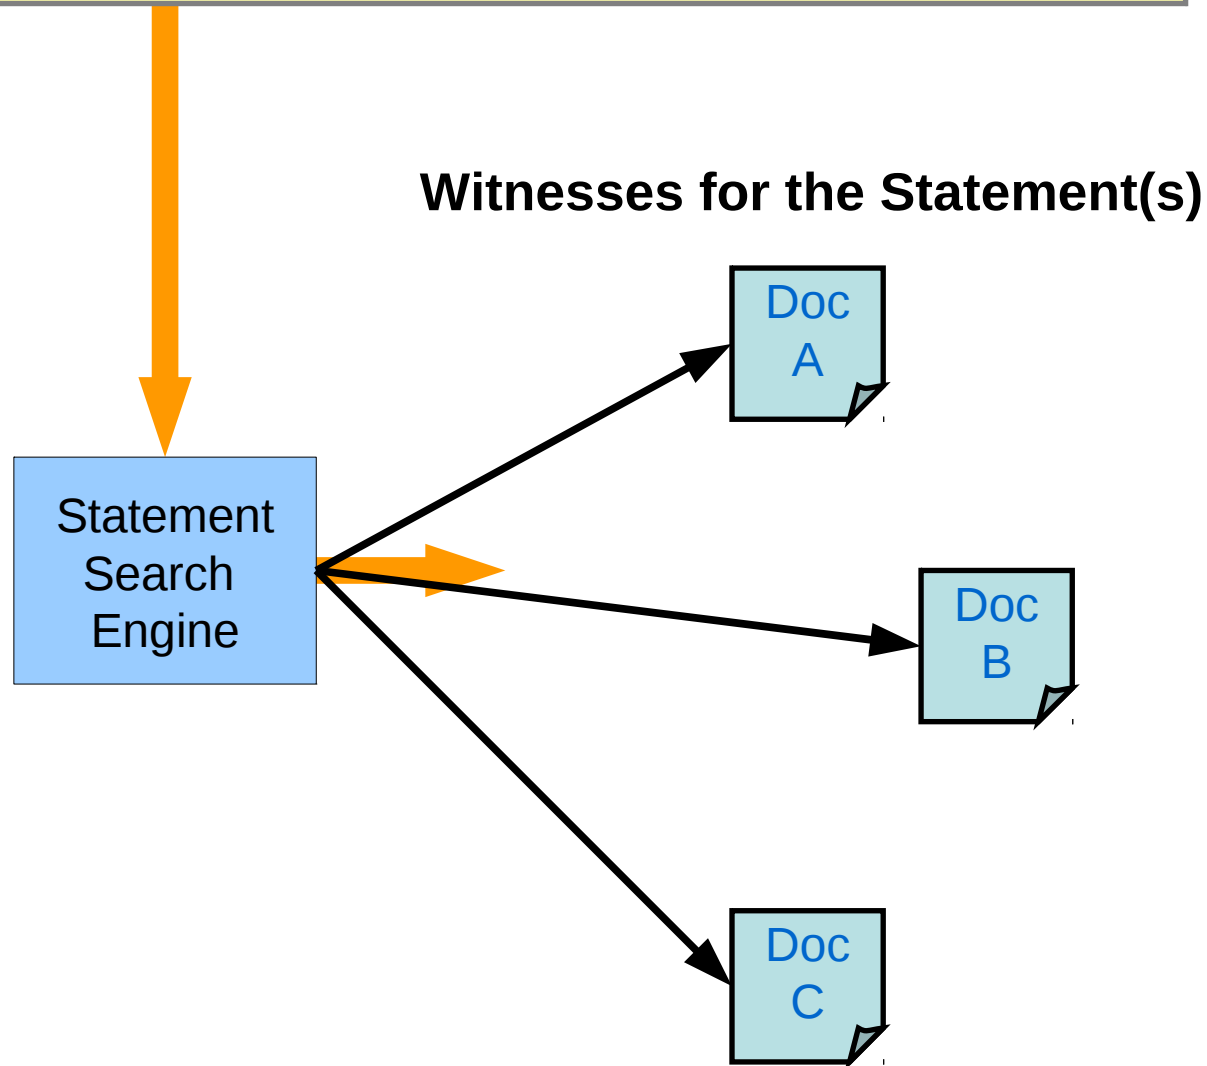 Witnesses for the Statement(s)
Doc
A
Statement
Search
Engine
Doc
B
Doc
C